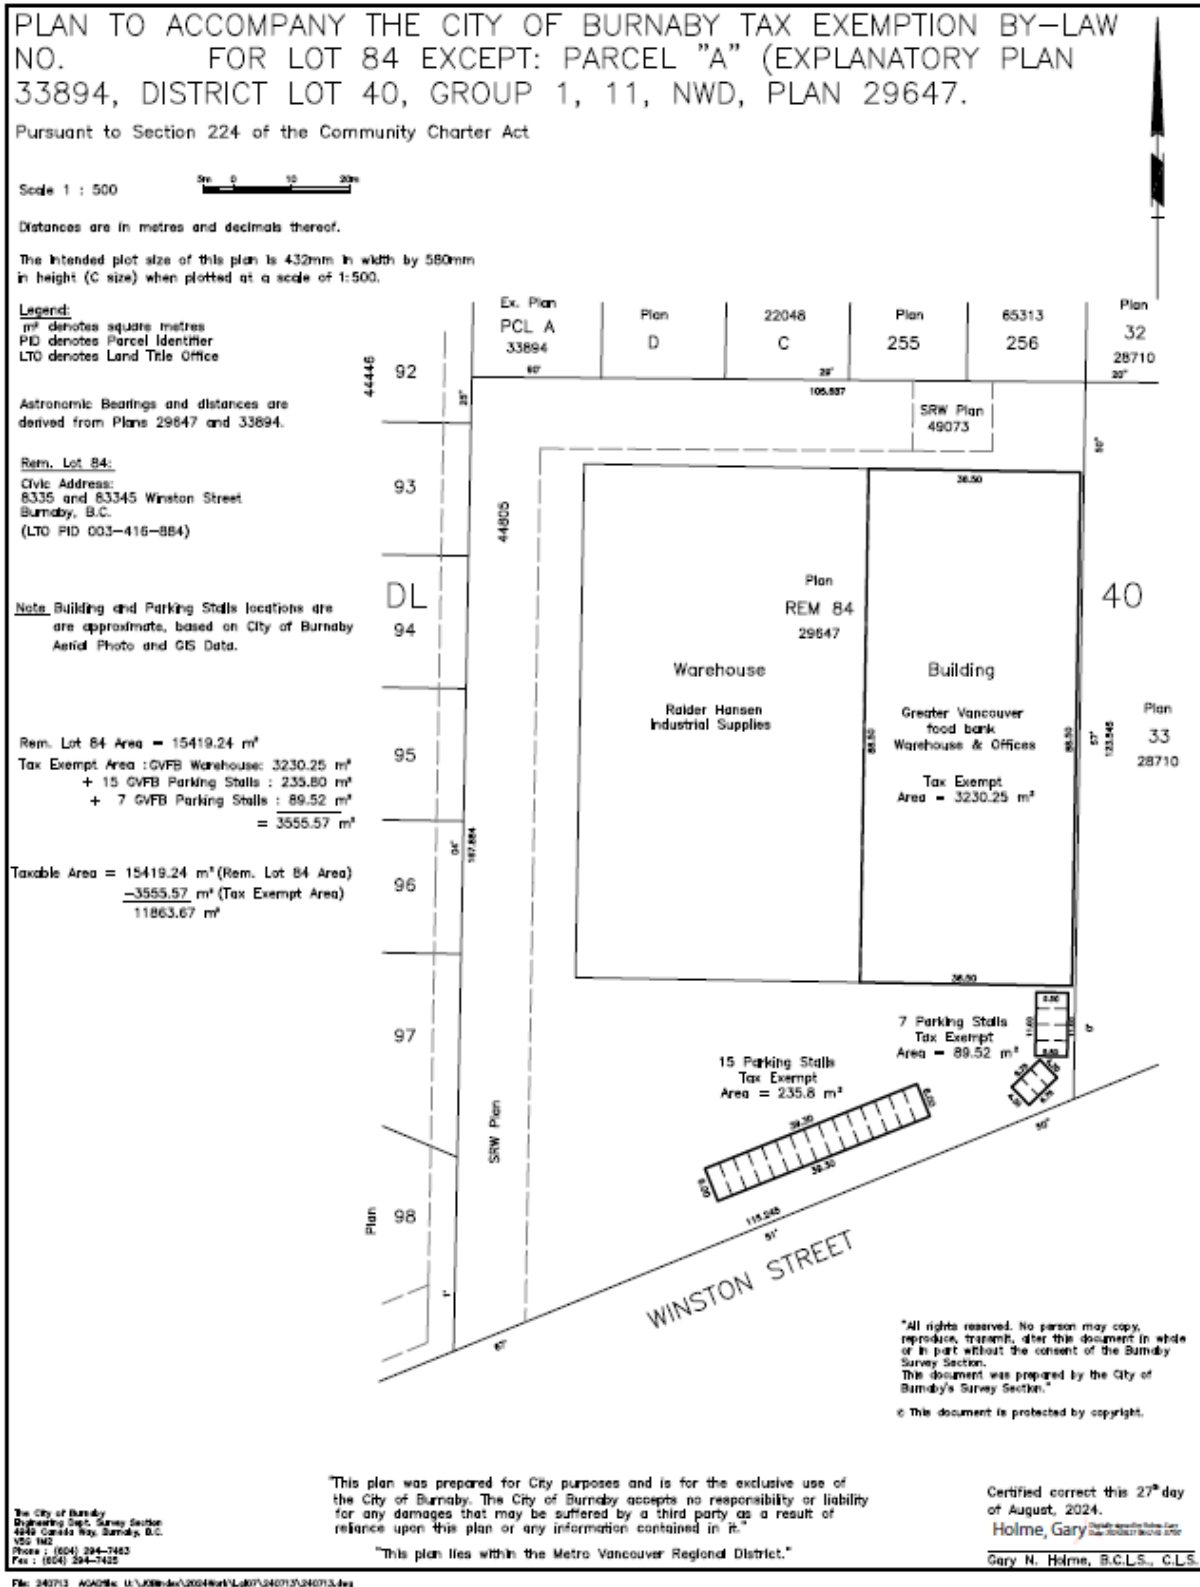 PLAN TO ACCOMPANY THE CITY OF BURNABY TAX EXEMPTION BY-LAW
NO. FOR LOT 84 EXCEPT: PARCEL "A" (EXPLANATORY PLAN
33894, DISTRICT LOT 40, GROUP 1, 11, NWD, PLAN 29647.
Pursuant to Section 224 of the Community Charter Act
Scale 1 : 500
5m 0 10 20m
Distances are in metres and decimals thereof.
The intended plot size of this plan is 432mm in width by 580mm
in height (C size) when plotted at a scale of 1:500.
Legend:
m² denotes square metres
PID denotes Parcel Identifier
LTO denotes Land Title Office
Astronomic Bearings and distances are
derived from Plans 29647 and 33894.
Rem. Lot 84:
Civic Address:
8335 and 83345 Winston Street
Burnaby, B.C.
(LTO PID 003-416-884)
Note Building and Parking Stalls locations are
are approximate, based on City of Burnaby
Aerial Photo and GIS Data.
Rem. Lot 84 Area = 15419.24 m²
Tax Exempt Area :GVFB Warehouse: 3230.25 m²
+ 15 GVFB Parking Stalls : 235.80 m²
+ 7 GVFB Parking Stalls : 89.52 m²
= 3555.57 m²
Taxable Area = 15419.24 m² (Rem. Lot 84 Area)
-3555.57 m² (Tax Exempt Area)
11863.67 m²
Ex. Plan
PCL A
33894
Plan
D
22048
C
Plan
255
65313
256
Plan
32
28710
44446
92
105.887
SRW Plan
49073
93
44805
36.50
DL
94
Plan
REM 84
29647
40
Warehouse
Raider Hansen
Industrial Supplies
Building
Greater Vancouver
food bank
Warehouse & Offices
Tax Exempt
Area = 3230.25 m²
88.50
88.50
Plan
33
28710
95
96
36.50
97
7 Parking Stalls
Tax Exempt
Area = 89.52 m²
15 Parking Stalls
Tax Exempt
Area = 235.8 m²
39.30
6.00
39.30
6.00
SRW Plan
Plan
98
115.245
WINSTON STREET
"All rights reserved. No person may copy,
reproduce, transmit, alter this document in whole
or in part without the consent of the Burnaby
Survey Section.
This document was prepared by the City of
Burnaby's Survey Section."
© This document is protected by copyright.
"This plan was prepared for City purposes and is for the exclusive use of
the City of Burnaby. The City of Burnaby accepts no responsibility or liability
for any damages that may be suffered by a third party as a result of
reliance upon this plan or any information contained in it."
"This plan lies within the Metro Vancouver Regional District."
Certified correct this 27th day
of August, 2024.
Holme, Gary
Gary N. Holme, B.C.L.S., C.L.S.
The City of Burnaby
Engineering Dept. Survey Section
4949 Canada Way, Burnaby, B.C.
V5G 1M2
Phone : (604) 294-7463
Fax : (604) 294-7425